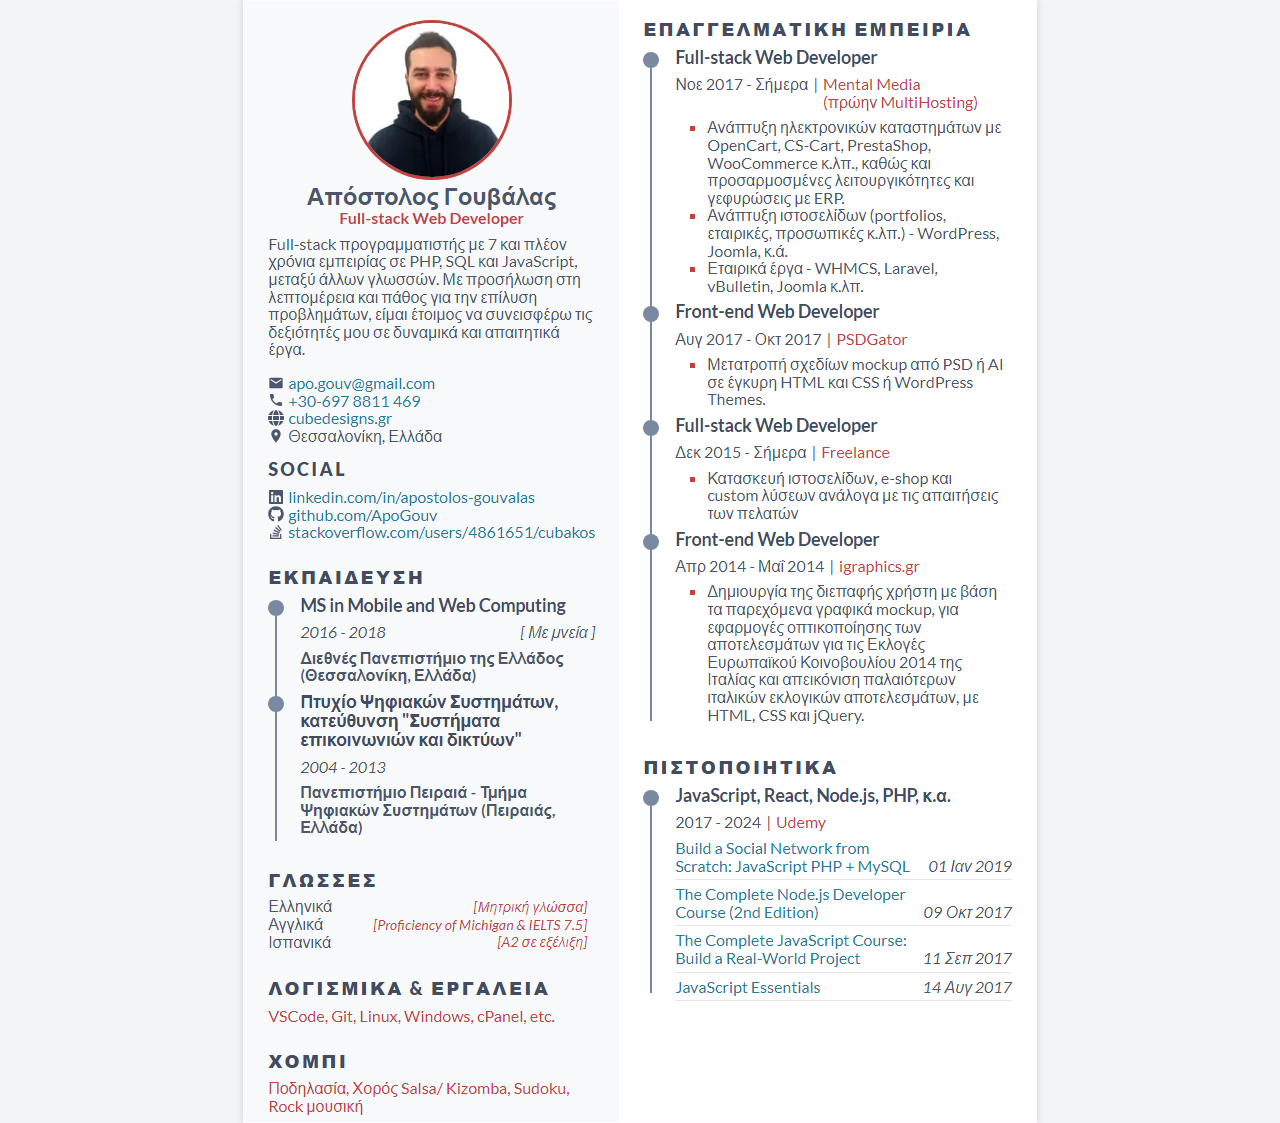 Απόστολος Γουβάλας
Full-stack Web Developer
Full-stack προγραμματιστής με 7 και πλέον
χρόνια εμπειρίας σε PHP, SQL και JavaScript,
μεταξύ άλλων γλωσσών. Με προσήλωση στη
λεπτομέρεια και πάθος για την επίλυση
προβλημάτων, είμαι έτοιμος να συνεισφέρω τις
δεξιότητές μου σε δυναμικά και απαιτητικά
έργα.
apo.gouv@gmail.com
+30-697 8811 469
cubedesigns.gr
Θεσσαλονίκη, Ελλάδα
SOCIAL
linkedin.com/in/apostolos-gouvalas
github.com/ApoGouv
stackoverflow.com/users/4861651/cubakos
ΕΚΠΑΙΔΕΥΣΗ
MS in Mobile and Web Computing
2016 - 2018 [ Με μνεία ]
Διεθνές Πανεπιστήμιο της Ελλάδος
(Θεσσαλονίκη, Ελλάδα)
Πτυχίο Ψηφιακών Συστημάτων,
κατεύθυνση "Συστήματα
επικοινωνιών και δικτύων"
2004 - 2013
Πανεπιστήμιο Πειραιά - Τμήμα
Ψηφιακών Συστημάτων (Πειραιάς,
Ελλάδα)
ΓΛΩΣΣΕΣ
Ελληνικά [Μητρική γλώσσα]
Αγγλικά [Proficiency of Michigan & IELTS 7.5]
Ισπανικά [Α2 σε εξέλιξη]
ΛΟΓΙΣΜΙΚΑ & ΕΡΓΑΛΕΙΑ
VSCode, Git, Linux, Windows, cPanel, etc.
ΧΟΜΠΙ
Ποδηλασία, Χορός Salsa/ Kizomba, Sudoku,
Rock μουσική
ΕΠΑΓΓΕΛΜΑΤΙΚΗ ΕΜΠΕΙΡΙΑ
Full-stack Web Developer
Νοε 2017 - Σήμερα | Mental Media
(πρώην MultiHosting)
Ανάπτυξη ηλεκτρονικών καταστημάτων με
OpenCart, CS-Cart, PrestaShop,
WooCommerce κ.λπ., καθώς και
προσαρμοσμένες λειτουργικότητες και
γεφυρώσεις με ERP.
Ανάπτυξη ιστοσελίδων (portfolios,
εταιρικές, προσωπικές κ.λπ.) - WordPress,
Joomla, κ.ά.
Εταιρικά έργα - WHMCS, Laravel,
vBulletin, Joomla κ.λπ.
Front-end Web Developer
Αυγ 2017 - Οκτ 2017 | PSDGator
Μετατροπή σχεδίων mockup από PSD ή AI
σε έγκυρη HTML και CSS ή WordPress
Themes.
Full-stack Web Developer
Δεκ 2015 - Σήμερα | Freelance
Κατασκευή ιστοσελίδων, e-shop και
custom λύσεων ανάλογα με τις απαιτήσεις
των πελατών
Front-end Web Developer
Απρ 2014 - Μαΐ 2014 | igraphics.gr
Δημιουργία της διεπαφής χρήστη με βάση
τα παρεχόμενα γραφικά mockup, για
εφαρμογές οπτικοποίησης των
αποτελεσμάτων για τις Εκλογές
Ευρωπαϊκού Κοινοβουλίου 2014 της
Ιταλίας και απεικόνιση παλαιότερων
ιταλικών εκλογικών αποτελεσμάτων, με
HTML, CSS και jQuery.
ΠΙΣΤΟΠΟΙΗΤΙΚΑ
JavaScript, React, Node.js, PHP, κ.α.
2017 - 2024 | Udemy
Build a Social Network from
Scratch: JavaScript PHP + MySQL 01 Ιαν 2019
The Complete Node.js Developer
Course (2nd Edition) 09 Οκτ 2017
The Complete JavaScript Course:
Build a Real-World Project 11 Σεπ 2017
JavaScript Essentials 14 Αυγ 2017